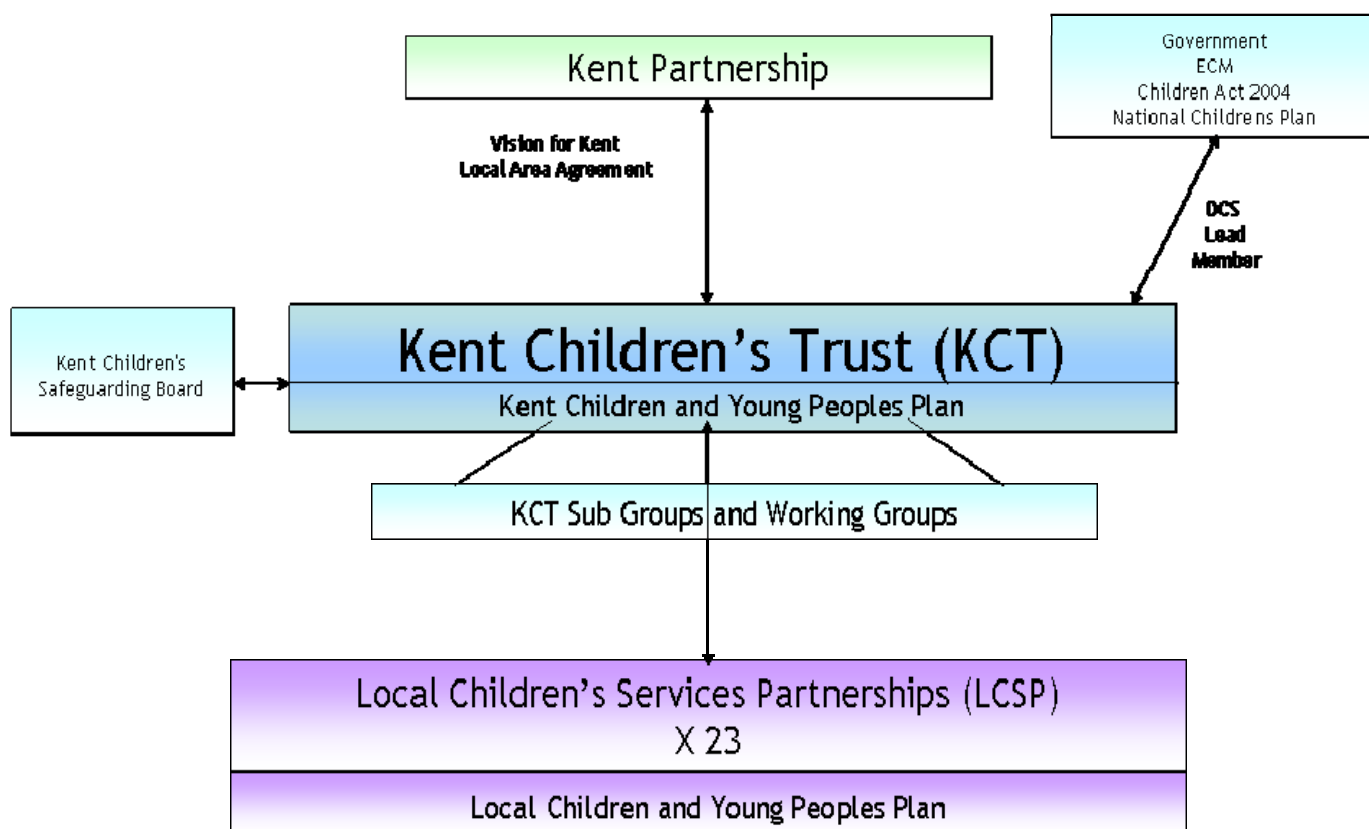 Kent Partnership
Government
ECM
Children Act 2004
National Childrens Plan
Vision for Kent
Local Area Agreement
DCS
Lead
Member
Kent Children's
Safeguarding Board
Kent Children’s Trust (KCT)
Kent Children and Young Peoples Plan
KCT Sub Groups and Working Groups
Local Children’s Services Partnerships (LCSP)
X 23
Local Children and Young Peoples Plan